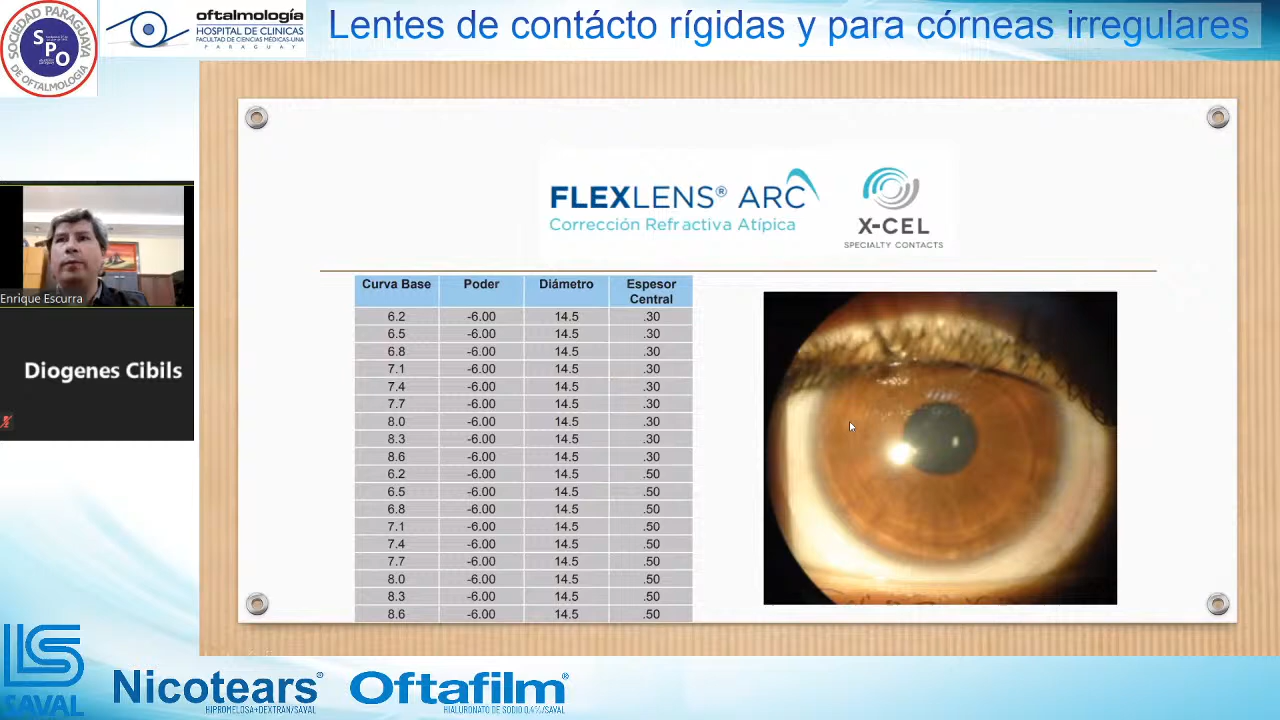 SOCIEDAD PARAGUAYA
SPO
DE OFTALMOLOGIA
oftalmología
HOSPITAL DE CLINICAS
FACULTAD DE CIENCIAS MÉDICAS-UNA
PARAGUAY
Lentes de contácto rígidas y para córneas irregulares
FLEXLENS® ARC
Corrección Refractiva Atípica
X-CEL
SPECIALTY CONTACTS
Enrique Escurra
Diogenes Cibils
Curva Base Poder Diámetro Espesor Central
6.2 -6.00 14.5 .30
6.5 -6.00 14.5 .30
6.8 -6.00 14.5 .30
7.1 -6.00 14.5 .30
7.4 -6.00 14.5 .30
7.7 -6.00 14.5 .30
8.0 -6.00 14.5 .30
8.3 -6.00 14.5 .30
8.6 -6.00 14.5 .30
6.2 -6.00 14.5 .50
6.5 -6.00 14.5 .50
6.8 -6.00 14.5 .50
7.1 -6.00 14.5 .50
7.4 -6.00 14.5 .50
7.7 -6.00 14.5 .50
8.0 -6.00 14.5 .50
8.3 -6.00 14.5 .50
8.6 -6.00 14.5 .50
LS
SAVAL
Nicotears®
HIPROMELOSA+DEXTRAN/SAVAL
Oftafilm®
HIALURONATO DE SODIO 0,4%/SAVAL